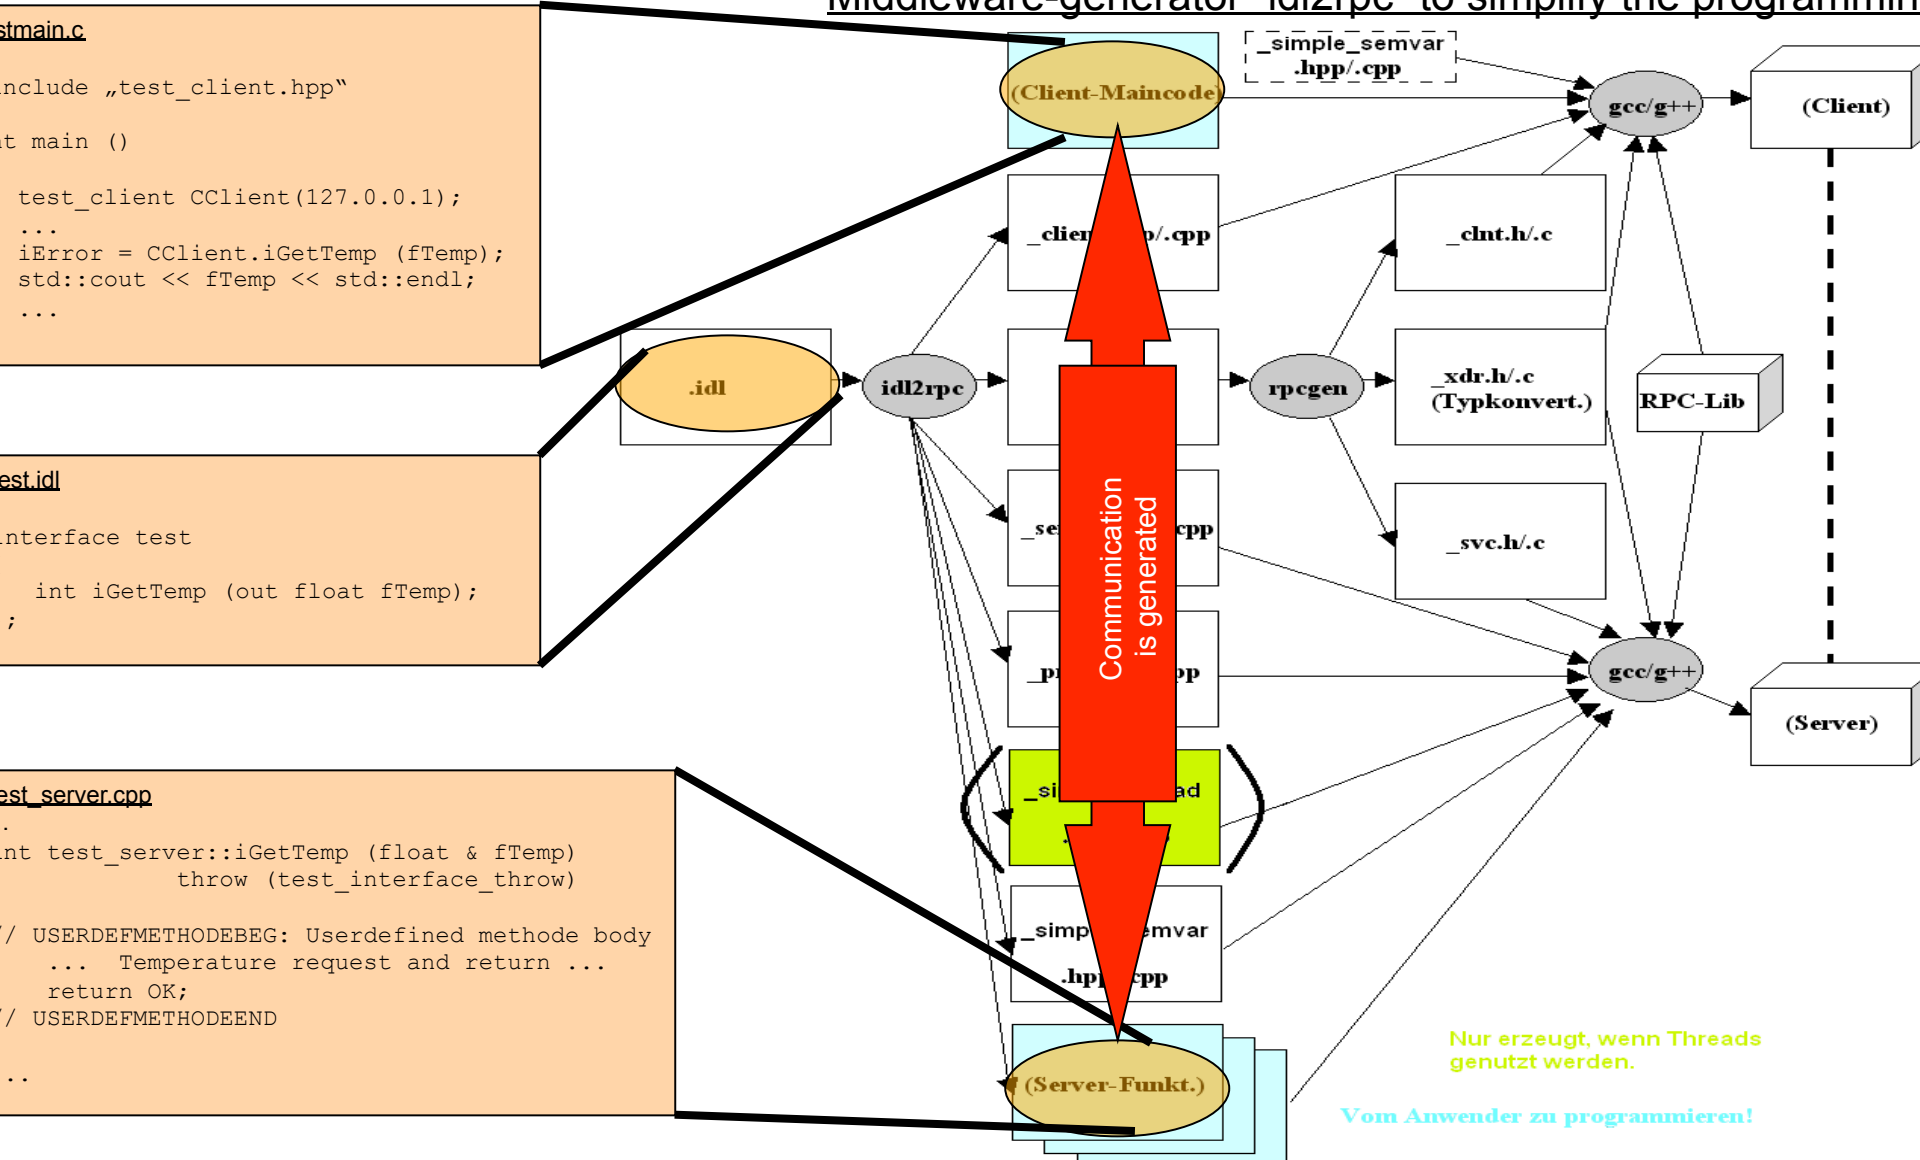 Middleware-generator "idl2rpc" to simplify the programmin
stmain.c
include „test_client.hpp“
nt main ()
test_client CClient(127.0.0.1);
...
iError = CClient.iGetTemp (fTemp);
std::cout << fTemp << std::endl;
...
est.idl
nterface test
int iGetTemp (out float fTemp);
;
est_server.cpp
.
int test_server::iGetTemp (float & fTemp)
throw (test_interface_throw)
// USERDEFMETHODEBEG: Userdefined methode body
... Temperature request and return ...
return OK;
// USERDEFMETHODEEND
..
(Client-Maincode)
_simple_semvar
.hpp/.cpp
gcc/g++
(Client)
_clien p/.cpp
_clnt.h/.c
.idl
idl2rpc
rpcgen
_xdr.h/.c
(Typkonvert.)
RPC-Lib
Communication
is generated
_se cpp
_svc.h/.c
_p pp
gcc/g++
(Server)
_si ad
_simp emvar
.hpp cpp
(Server-Funkt.)
Nur erzeugt, wenn Threads
genutzt werden.
Vom Anwender zu programmieren!